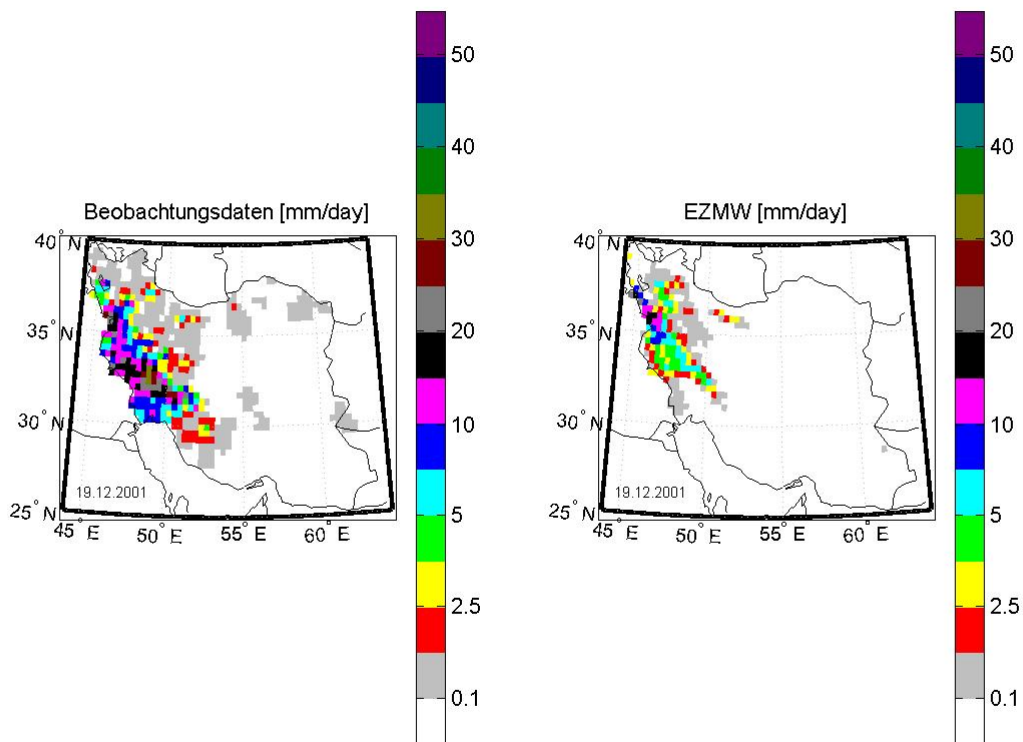 Beobachtungsdaten [mm/day]
40° N
35° N
30° N
25° N
45° E
50° E
55° E
60° E
19.12.2001
50
40
30
20
10
5
2.5
0.1
EZMW [mm/day]
40° N
35° N
30° N
25° N
45° E
50° E
55° E
60° E
19.12.2001
50
40
30
20
10
5
2.5
0.1